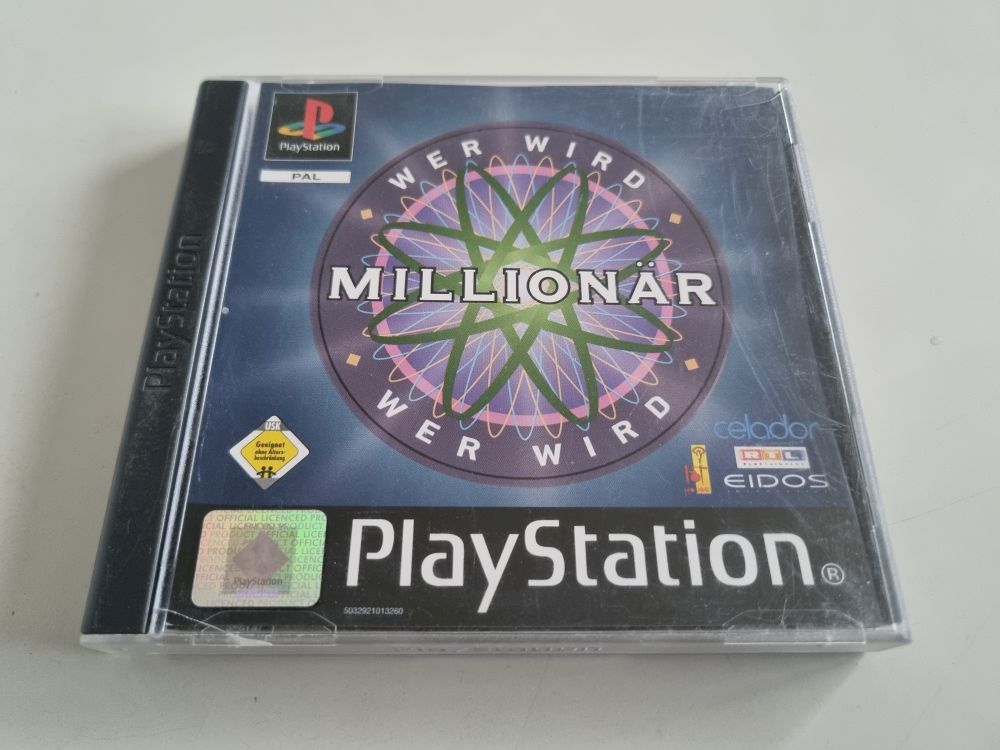 PlayStation
PlayStation
PAL
WER WIRD
MILLIONÄR
WER WIRD
USK
Geeignet
ohne Alters-
beschränkung
celador
RTL
EIDOS
OFFICIAL LICENCED PRODUCT
PlayStation
PlayStation®
5032921013260